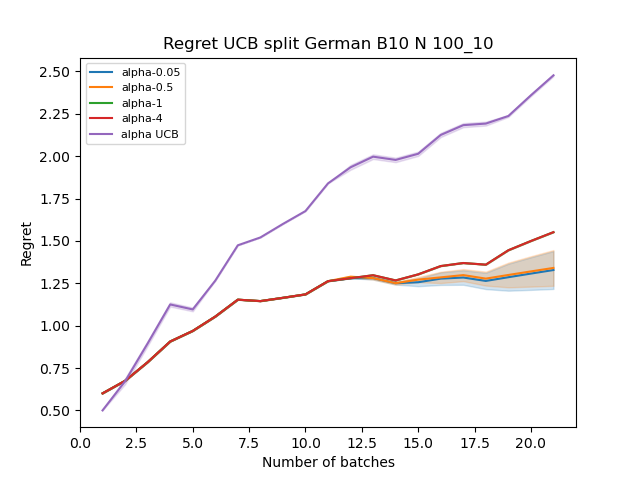 Regret UCB split German B10 N 100_10
2.50
2.25
2.00
1.75
1.50
1.25
1.00
0.75
0.50
Regret
alpha-0.05
alpha-0.5
alpha-1
alpha-4
alpha UCB
0.0 2.5 5.0 7.5 10.0 12.5 15.0 17.5 20.0
Number of batches